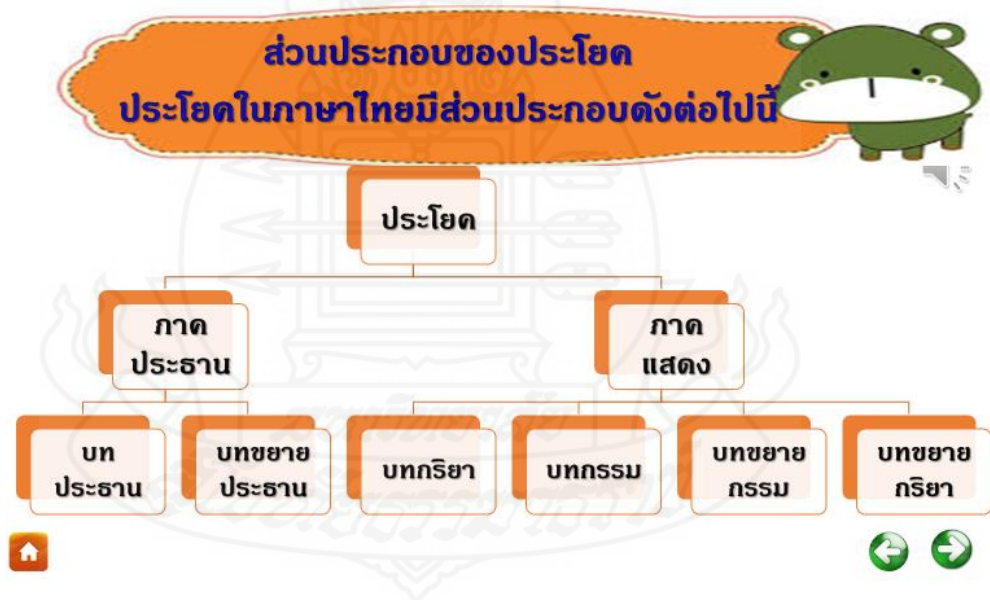 ส่วนประกอบของประโยค
ประโยคในภาษาไทยมีส่วนประกอบดังต่อไปนี้
ประโยค
ภาค
ประธาน
ภาค
แสดง
บท
ประธาน
บทขยาย
ประธาน
บทกริยา
บทกรรม
บทขยาย
กรรม
บทขยาย
กริยา